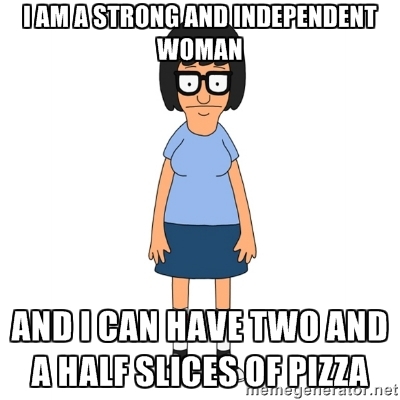 I AM A STRONG AND INDEPENDENT
WOMAN
AND I CAN HAVE TWO AND
A HALF SLICES OF PIZZA
memegenerator.net